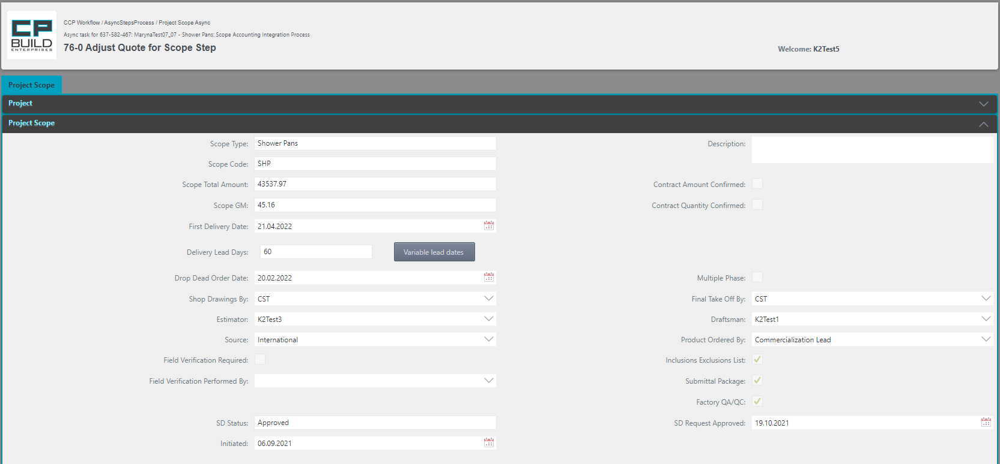 CP
BUILD
ENTERPRISES
CCP Workflow / AsyncStepsProcess / Project Scope Async
Async task for 637-582-467: MarynaTest07_07 - Shower Pans: Scope Accounting Integration Process
76-0 Adjust Quote for Scope Step
Welcome: K2Test5
Project Scope
Project
Project Scope
Scope Type: Shower Pans
Description:
Scope Code: SHP
Scope Total Amount: 43537.97
Contract Amount Confirmed:
Scope GM: 45.16
Contract Quantity Confirmed:
First Delivery Date: 21.04.2022
Delivery Lead Days: 60 Variable lead dates
Drop Dead Order Date: 20.02.2022
Multiple Phase:
Shop Drawings By: CST
Final Take Off By: CST
Estimator: K2Test3
Draftsman: K2Test1
Source: International
Product Ordered By: Commercialization Lead
Field Verification Required:
Inclusions Exclusions List:
Field Verification Performed By:
Submittal Package:
Factory QA/QC:
SD Status: Approved
SD Request Approved: 19.10.2021
Initiated: 06.09.2021